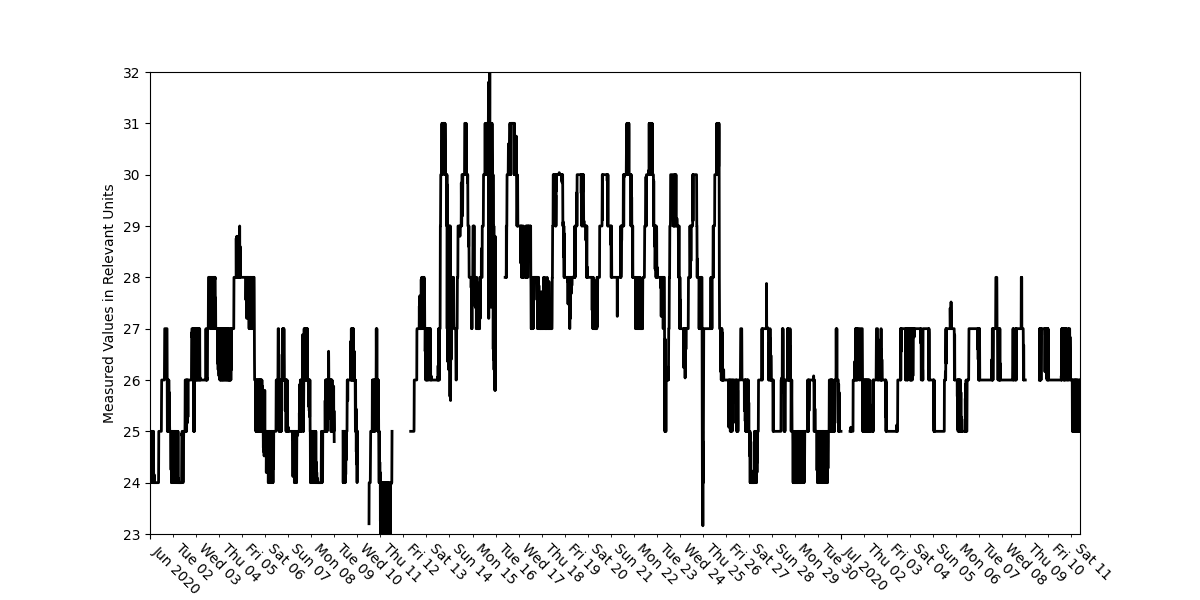 32
31
30
29
28
27
26
25
24
23
Measured Values in Relevant Units
Jun 2020
Tue 02
Wed 03
Thu 04
Fri 05
Sat 06
Sun 07
Mon 08
Tue 09
Wed 10
Thu 11
Fri 12
Sat 13
Sun 14
Mon 15
Tue 16
Wed 17
Thu 18
Fri 19
Sat 20
Sun 21
Mon 22
Tue 23
Wed 24
Thu 25
Fri 26
Sat 27
Sun 28
Mon 29
Tue 30
Jul 2020
Thu 02
Fri 03
Sat 04
Sun 05
Mon 06
Tue 07
Wed 08
Thu 09
Fri 10
Sat 11